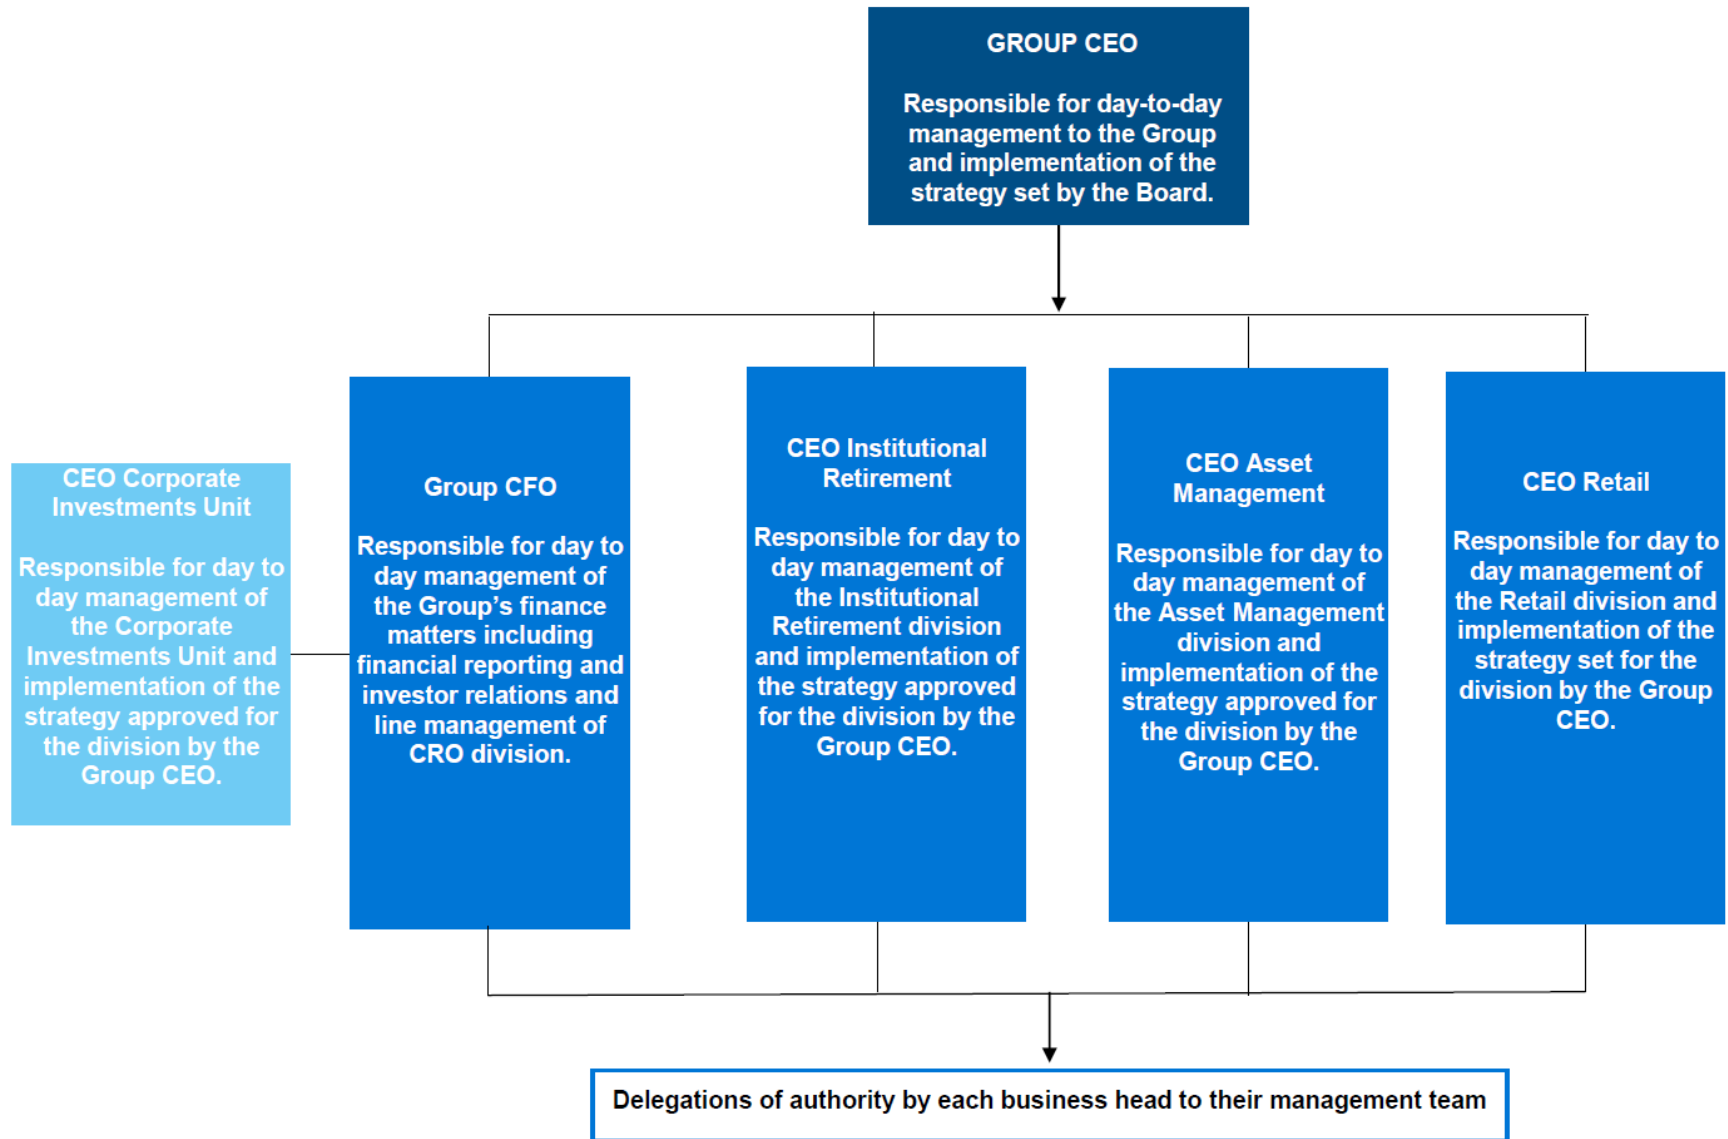 GROUP CEO
Responsible for day-to-day
management to the Group
and implementation of the
strategy set by the Board.
CEO Corporate
Investments Unit
Responsible for day to
day management of
the Corporate
Investments Unit and
implementation of the
strategy approved for
the division by the
Group CEO.
Group CFO
Responsible for day to
day management of
the Group’s finance
matters including
financial reporting and
investor relations and
line management of
CRO division.
CEO Institutional
Retirement
Responsible for day to
day management of
the Institutional
Retirement division
and implementation of
the strategy approved
for the division by the
Group CEO.
CEO Asset
Management
Responsible for day to
day management of
the Asset Management
division and
implementation of the
strategy approved for
the division by the
Group CEO.
CEO Retail
Responsible for day to
day management of
the Retail division and
implementation of the
strategy set for the
division by the Group
CEO.
Delegations of authority by each business head to their management team